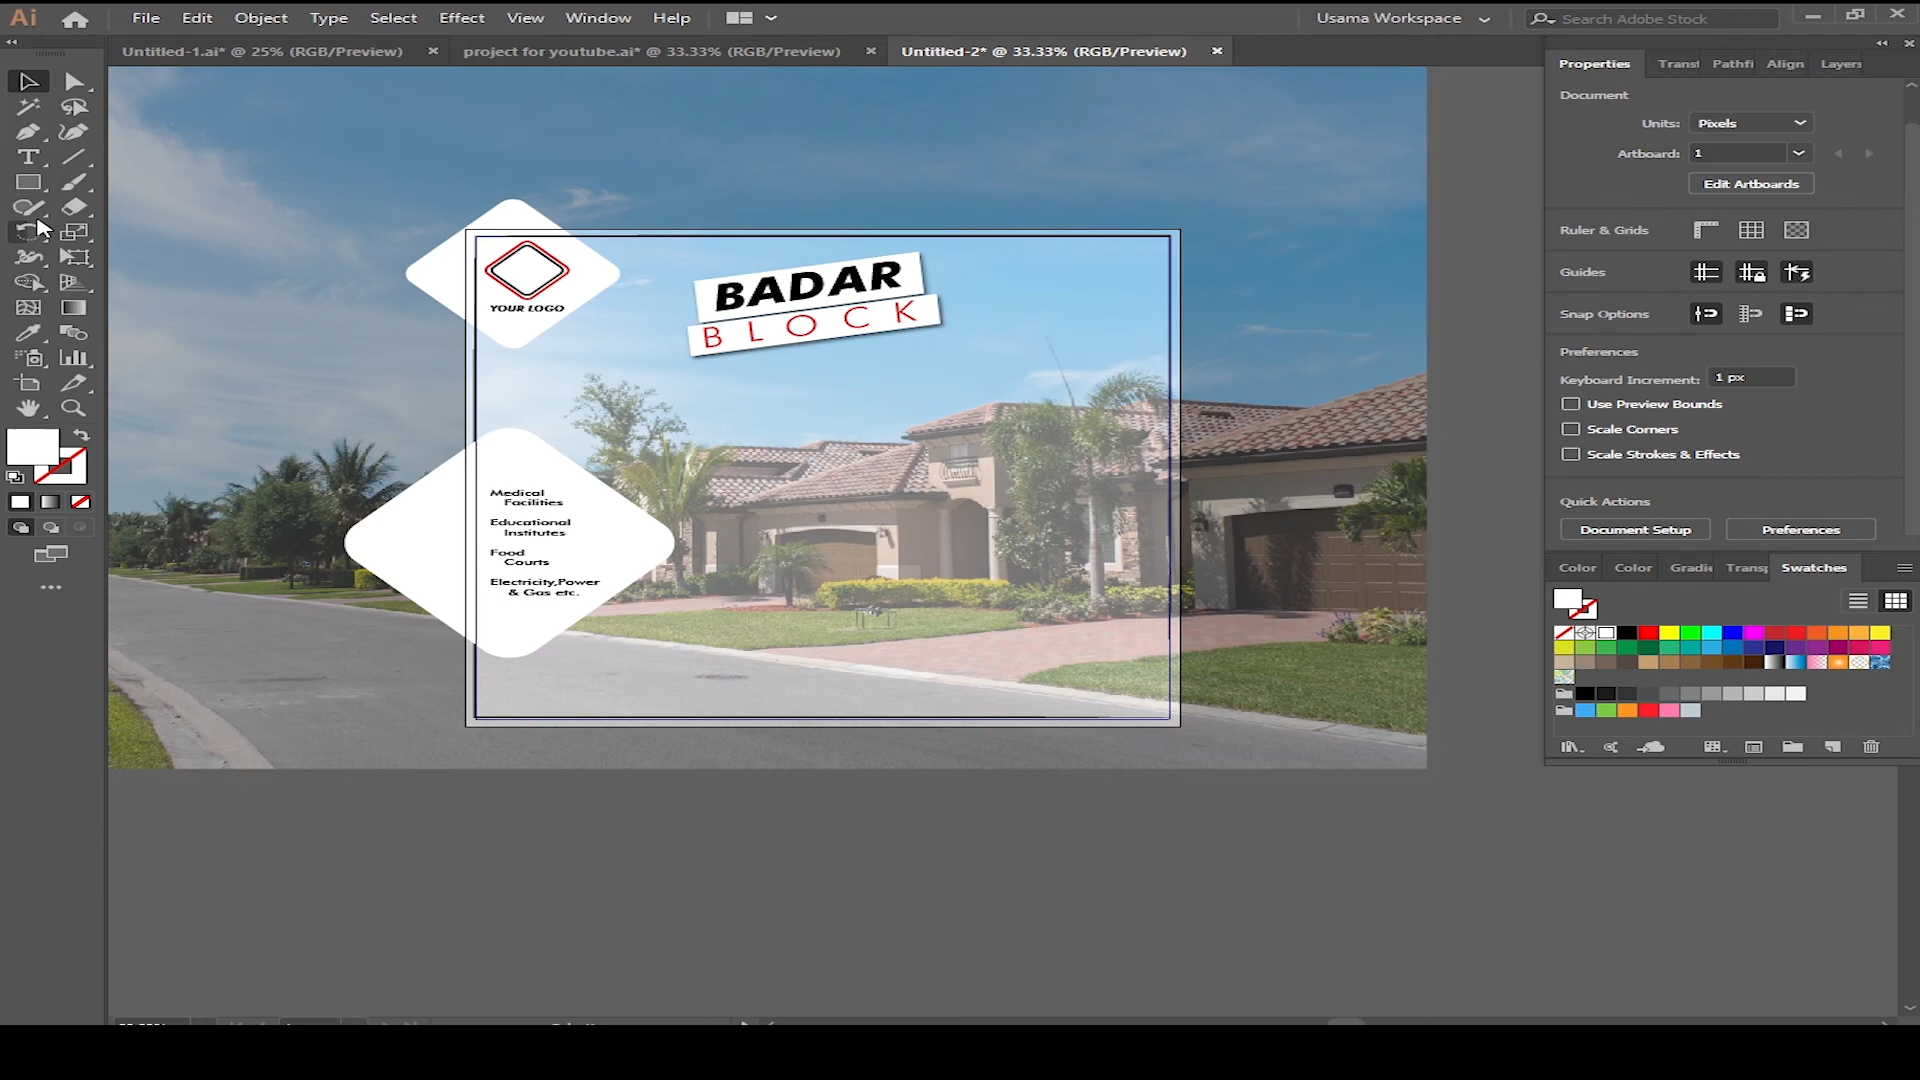 Ai File Edit Object Type Select Effect View Window Help Usama Workspace Search Adobe Stock
Untitled-1.ai* @ 25% (RGB/Preview) project for youtube.ai* @ 33.33% (RGB/Preview) Untitled-2* @ 33.33% (RGB/Preview)
Properties Transf Pathfi Align Layers
Document
Units: Pixels
Artboard: 1
Edit Artboards
Ruler & Grids
Guides
Snap Options
Preferences
Keyboard Increment: 1 px
Use Preview Bounds
Scale Corners
Scale Strokes & Effects
Quick Actions
Document Setup Preferences
Color Color Gradie Transp Swatches
YOUR LOGO
BADAR
BLOCK
Medical
Facilities
Educational
Institutes
Food
Courts
Electricity,Power
& Gas etc.